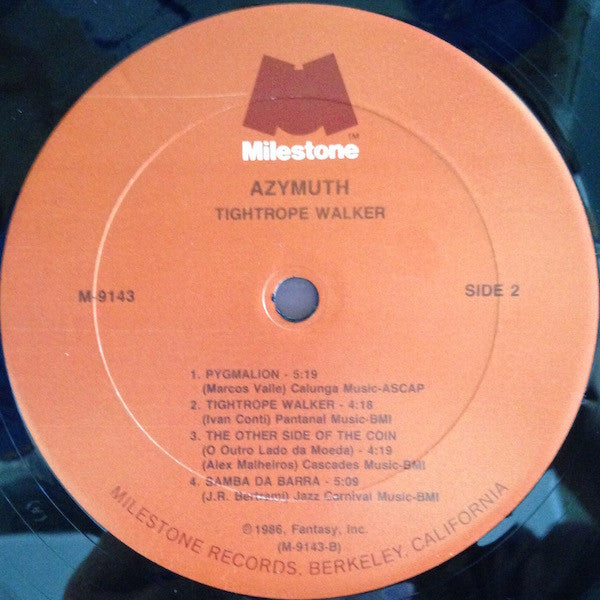 TM
Milestone
AZYMUTH
TIGHTROPE WALKER
M-9143
SIDE 2
1. PYGMALION - 5:19
(Marcos Valle) Calunga Music-ASCAP
2. TIGHTROPE WALKER - 4:18
(Ivan Conti) Pantanal Music-BMI
3. THE OTHER SIDE OF THE COIN
(O Outro Lado da Moeda) - 4:19
(Alex Malheiros) Cascades Music-BMI
4. SAMBA DA BARRA - 5:09
(J.R. Bertrami) Jazz Carnival Music-BMI
℗1986, Fantasy, Inc.
(M-9143-B)
MILESTONE RECORDS, BERKELEY, CALIFORNIA